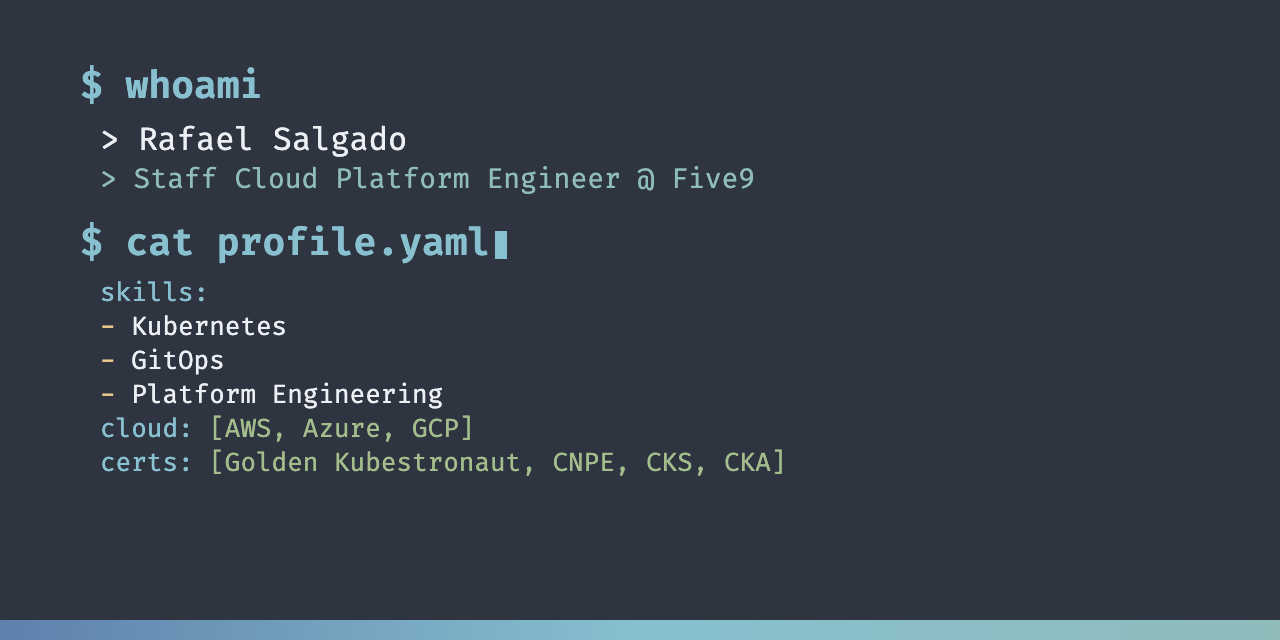 $ whoami
> Rafael Salgado
> Staff Cloud Platform Engineer @ Five9
$ cat profile.yaml
skills:
- Kubernetes
- GitOps
- Platform Engineering
cloud: [AWS, Azure, GCP]
certs: [Golden Kubestronaut, CNPE, CKS, CKA]